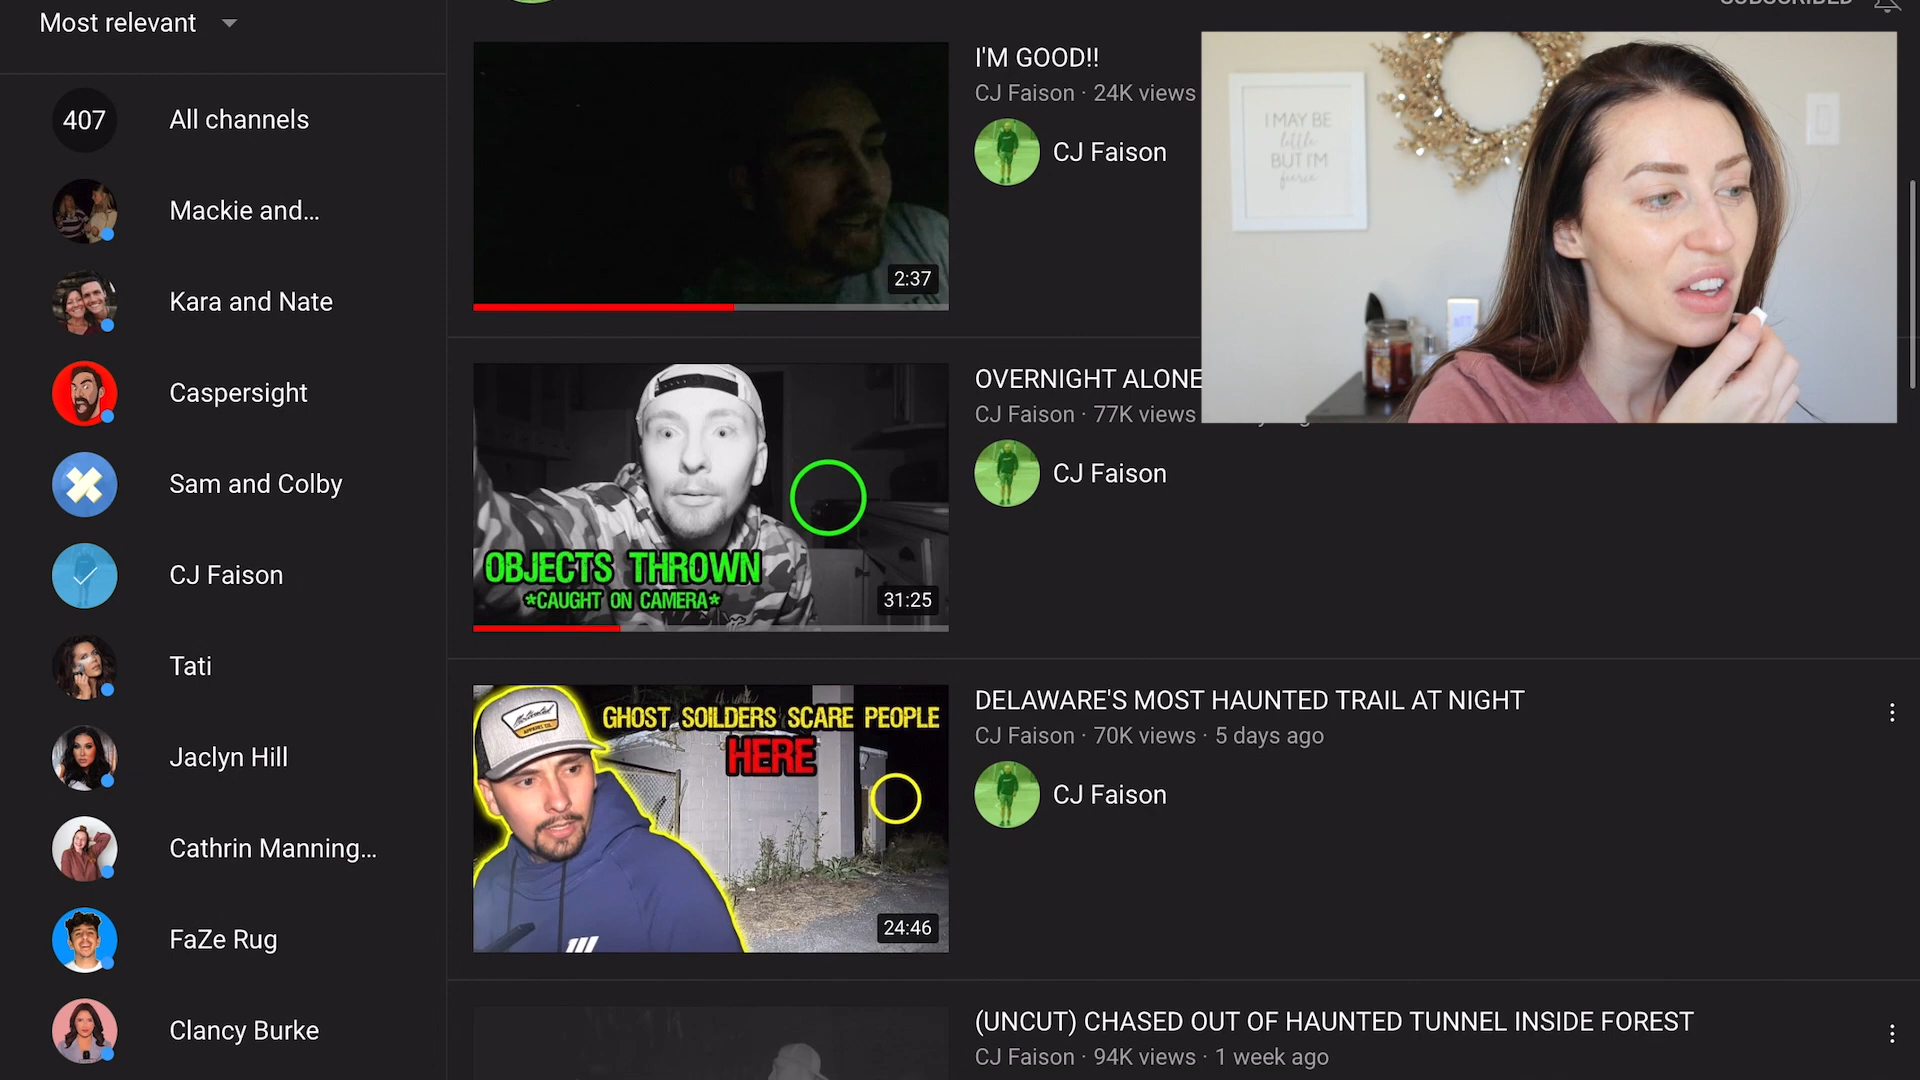 Most relevant
407
All channels
Mackie and...
Kara and Nate
Caspersight
Sam and Colby
CJ Faison
Tati
Jaclyn Hill
Cathrin Manning...
FaZe Rug
Clancy Burke
SUBSCRIBED
I'M GOOD!!
CJ Faison · 24K views
CJ Faison
2:37
I MAY BE
little
BUT I'M
fierce
OVERNIGHT ALONE
CJ Faison · 77K views
CJ Faison
OBJECTS THROWN
*CAUGHT ON CAMERA*
31:25
DELAWARE'S MOST HAUNTED TRAIL AT NIGHT
CJ Faison · 70K views · 5 days ago
CJ Faison
GHOST SOILDERS SCARE PEOPLE
HERE
24:46
(UNCUT) CHASED OUT OF HAUNTED TUNNEL INSIDE FOREST
CJ Faison · 94K views · 1 week ago